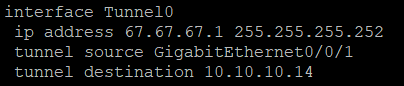 interface Tunnel0
 ip address 67.67.67.1 255.255.255.252
 tunnel source GigabitEthernet0/0/1
 tunnel destination 10.10.10.14